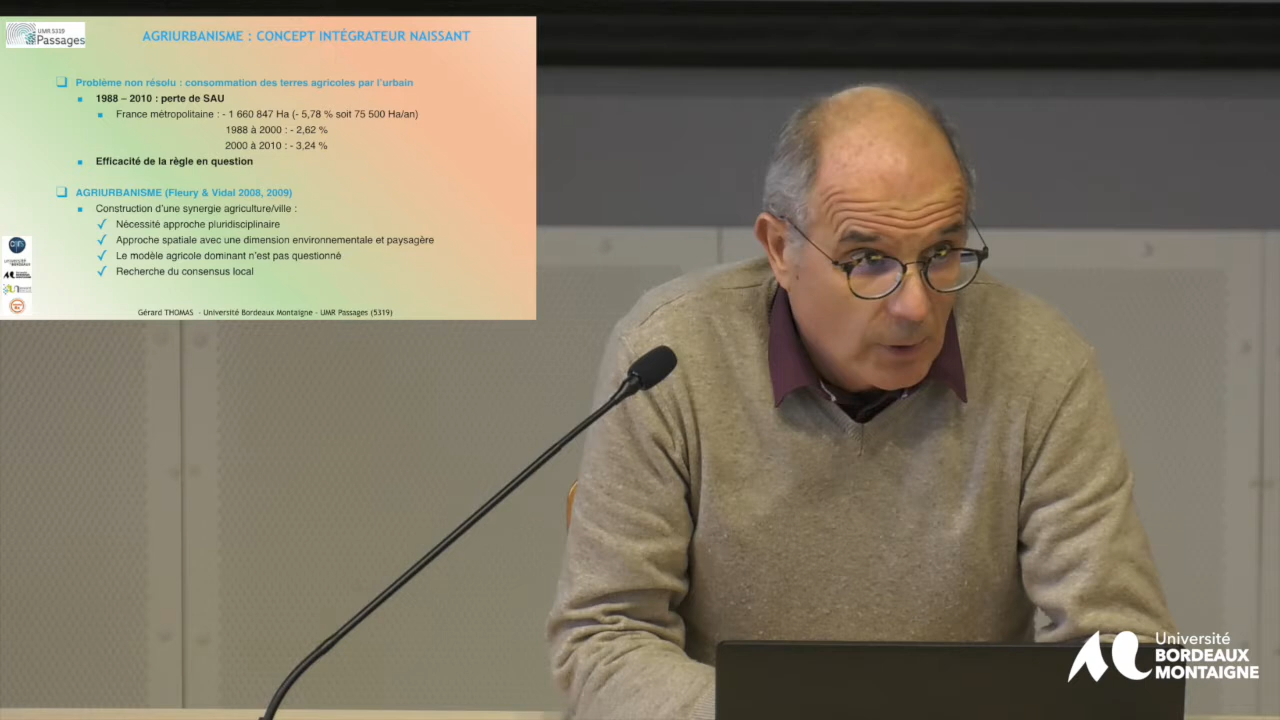 UMR 5319
Passages
AGRIURBANISME : CONCEPT INTÉGRATEUR NAISSANT
Problème non résolu : consommation des terres agricoles par l'urbain
1988 – 2010 : perte de SAU
France métropolitaine : - 1 660 847 Ha (- 5,78 % soit 75 500 Ha/an)
1988 à 2000 : - 2,62 %
2000 à 2010 : - 3,24 %
Efficacité de la règle en question
AGRIURBANISME (Fleury & Vidal 2008, 2009)
Construction d'une synergie agriculture/ville :
Nécessité approche pluridisciplinaire
Approche spatiale avec une dimension environnementale et paysagère
Le modèle agricole dominant n'est pas questionné
Recherche du consensus local
Gérard THOMAS - Université Bordeaux Montaigne - UMR Passages (5319)
Université
BORDEAUX
MONTAIGNE